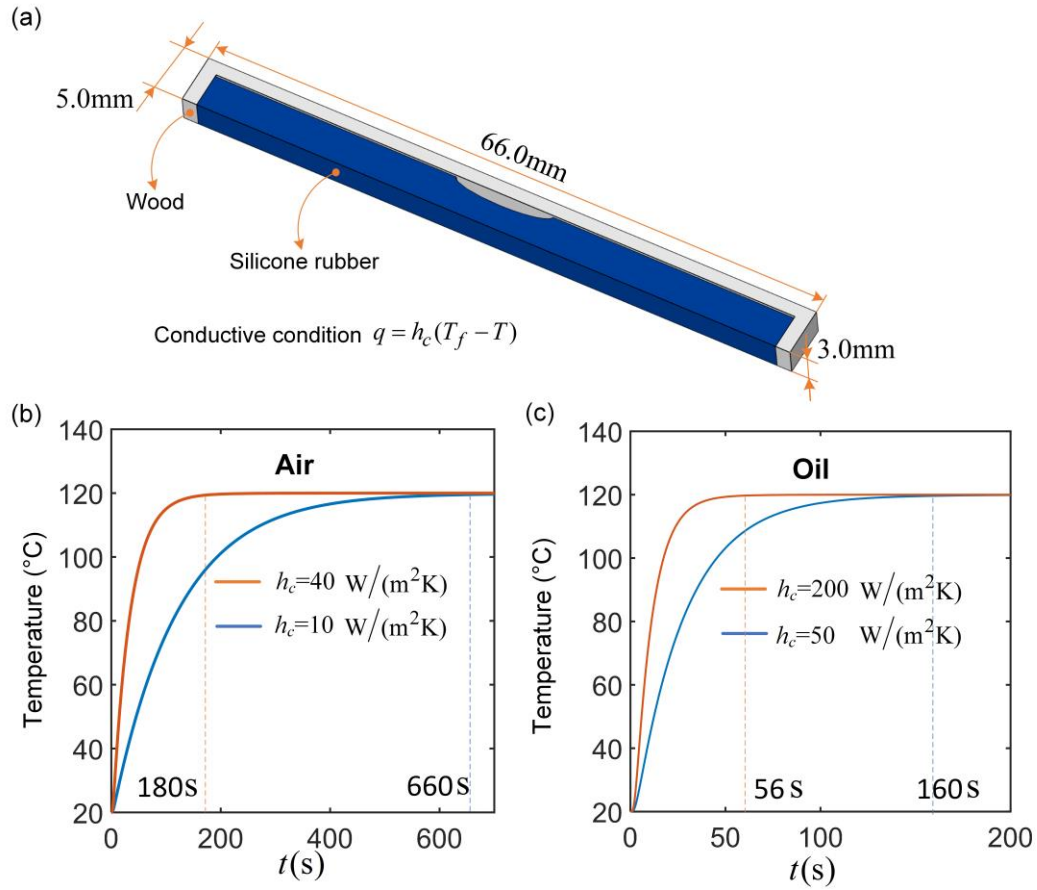 (a)
5.0mm
66.0mm
Wood
Silicone rubber
Conductive condition q = h_c(T_f − T)
3.0mm
(b)
140
120
100
80
60
40
20
0
200
400
600
Temperature (°C)
t(s)
Air
h_c=40 W/(m²K)
h_c=10 W/(m²K)
180s
660s
(c)
140
120
100
80
60
40
20
0
50
100
150
200
Temperature (°C)
t(s)
Oil
h_c=200 W/(m²K)
h_c=50 W/(m²K)
56 s
160s